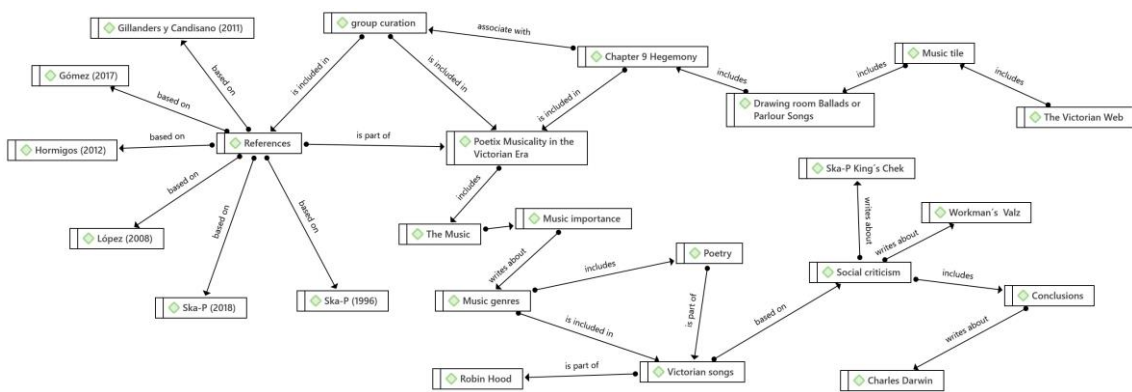 Gillanders y Candisano (2011)
group curation
associate with
Chapter 9 Hegemony
Music tile
based on
Gómez (2017)
is included in
is included in
includes
includes
includes
based on
is included in
Drawing room Ballads or
Parlour Songs
The Victorian Web
Hormigos (2012)
based on
References
is part of
Poetix Musicality in the
Victorian Era
Ska-P King´s Chek
based on
based on
based on
includes
writes about
Workman´s Valz
López (2008)
The Music
Music importance
writes about
writes about
Poetry
Social criticism
includes
Conclusions
Ska-P (2018)
Ska-P (1996)
Music genres
includes
is included in
is part of
based on
writes about
Robin Hood
is part of
Victorian songs
Charles Darwin